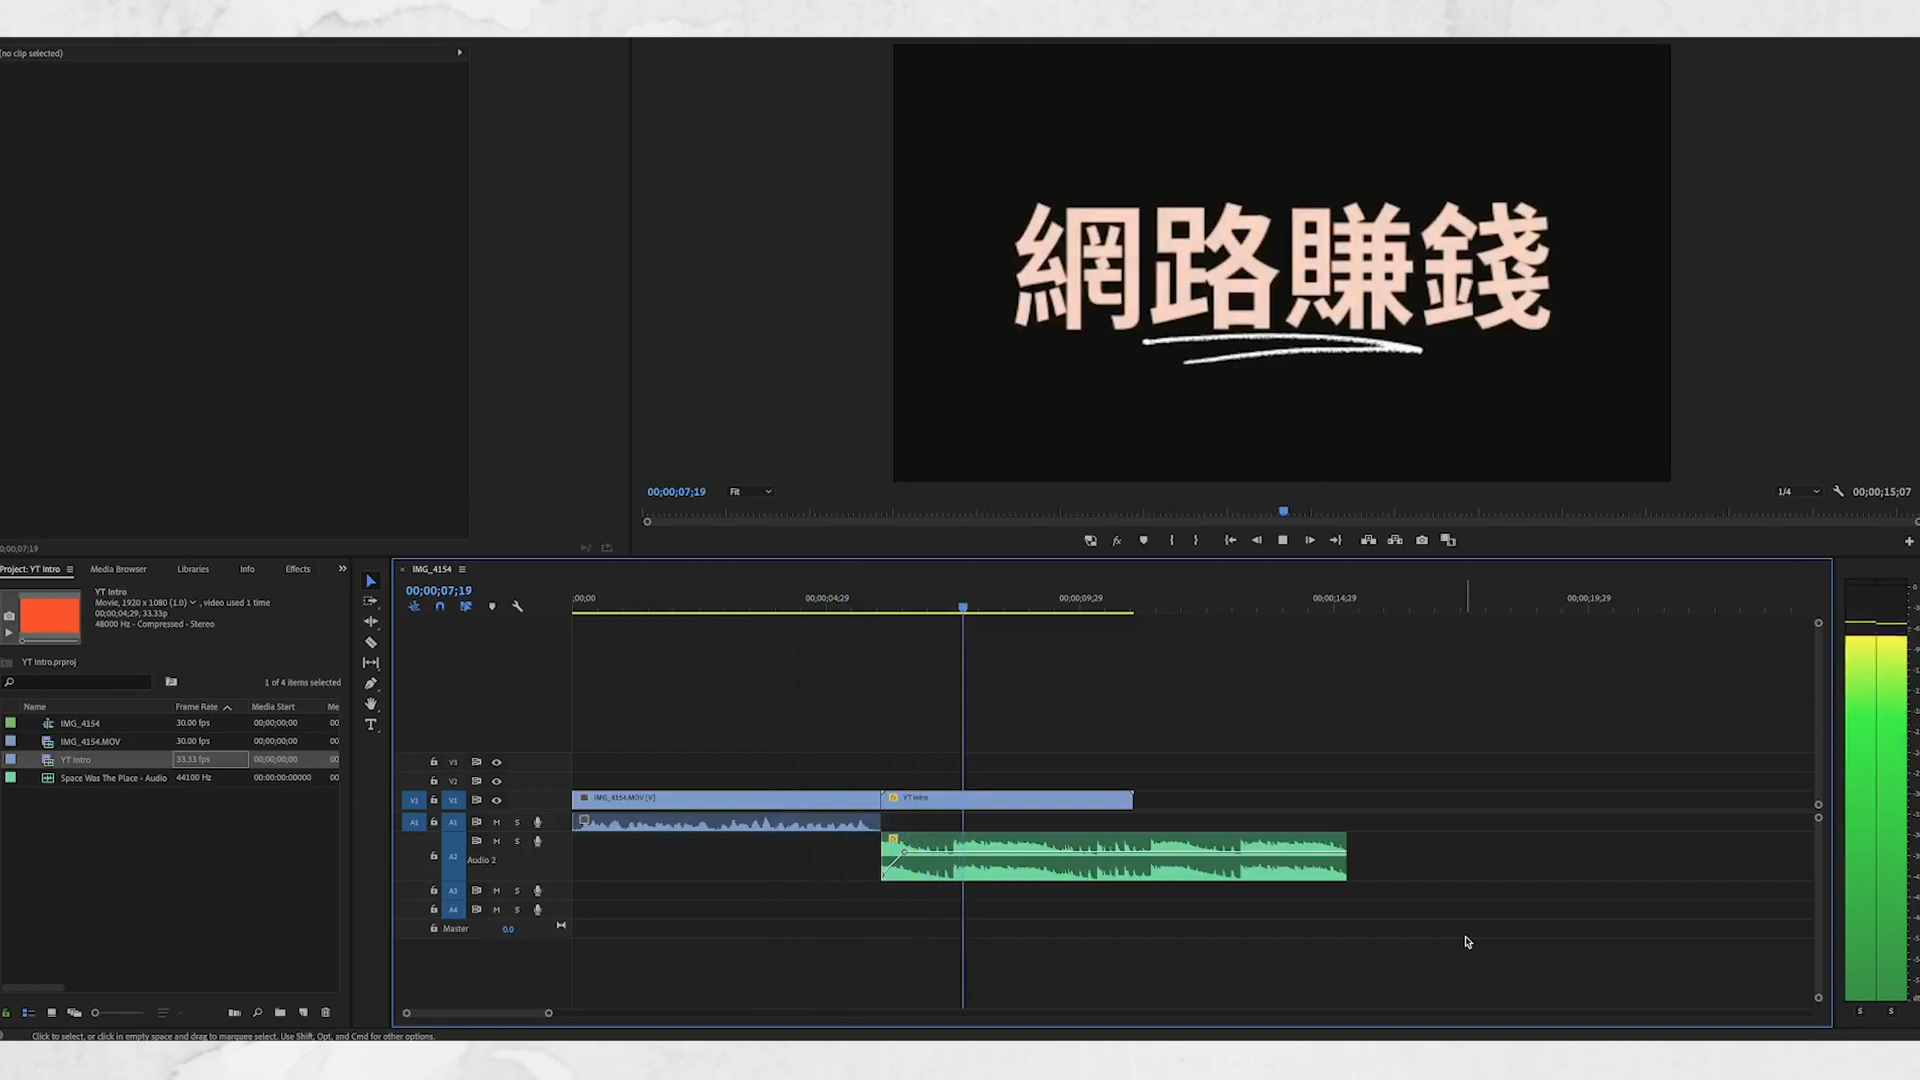 (no clip selected)
網路賺錢
00;00;07;19
Fit
1/4
00;00;15;07
0;00;07;19
Project: YT Intro
Media Browser
Libraries
Info
Effects
YT Intro
Movie, 1920 x 1080 (1.0)
, video used 1 time
00;00;04;29, 33.33p
48000 Hz - Compressed - Stereo
YT Intro.prproj
1 of 4 items selected
Name
Frame Rate
Media Start
Me
IMG_4154
30.00 fps
00;00;00;00
00
IMG_4154.MOV
30.00 fps
00;00;00;00
00
YT Intro
33.33 fps
00;00;00;00
00
Space Was The Place - Audio
44100 Hz
00:00:00:00000
00
IMG_4154
00;00;07;19
;00;00
00;00;04;29
00;00;09;29
00;00;14;29
00;00;19;29
V3
V2
V1
V1
IMG_4154.MOV [V]
YT Intro
A1
A1
M
S
M
S
A2
Audio 2
A3
M
S
A4
M
S
Master
0.0
S
S
Click to select, or click in empty space and drag to marquee select. Use Shift, Opt, and Cmd for other options.